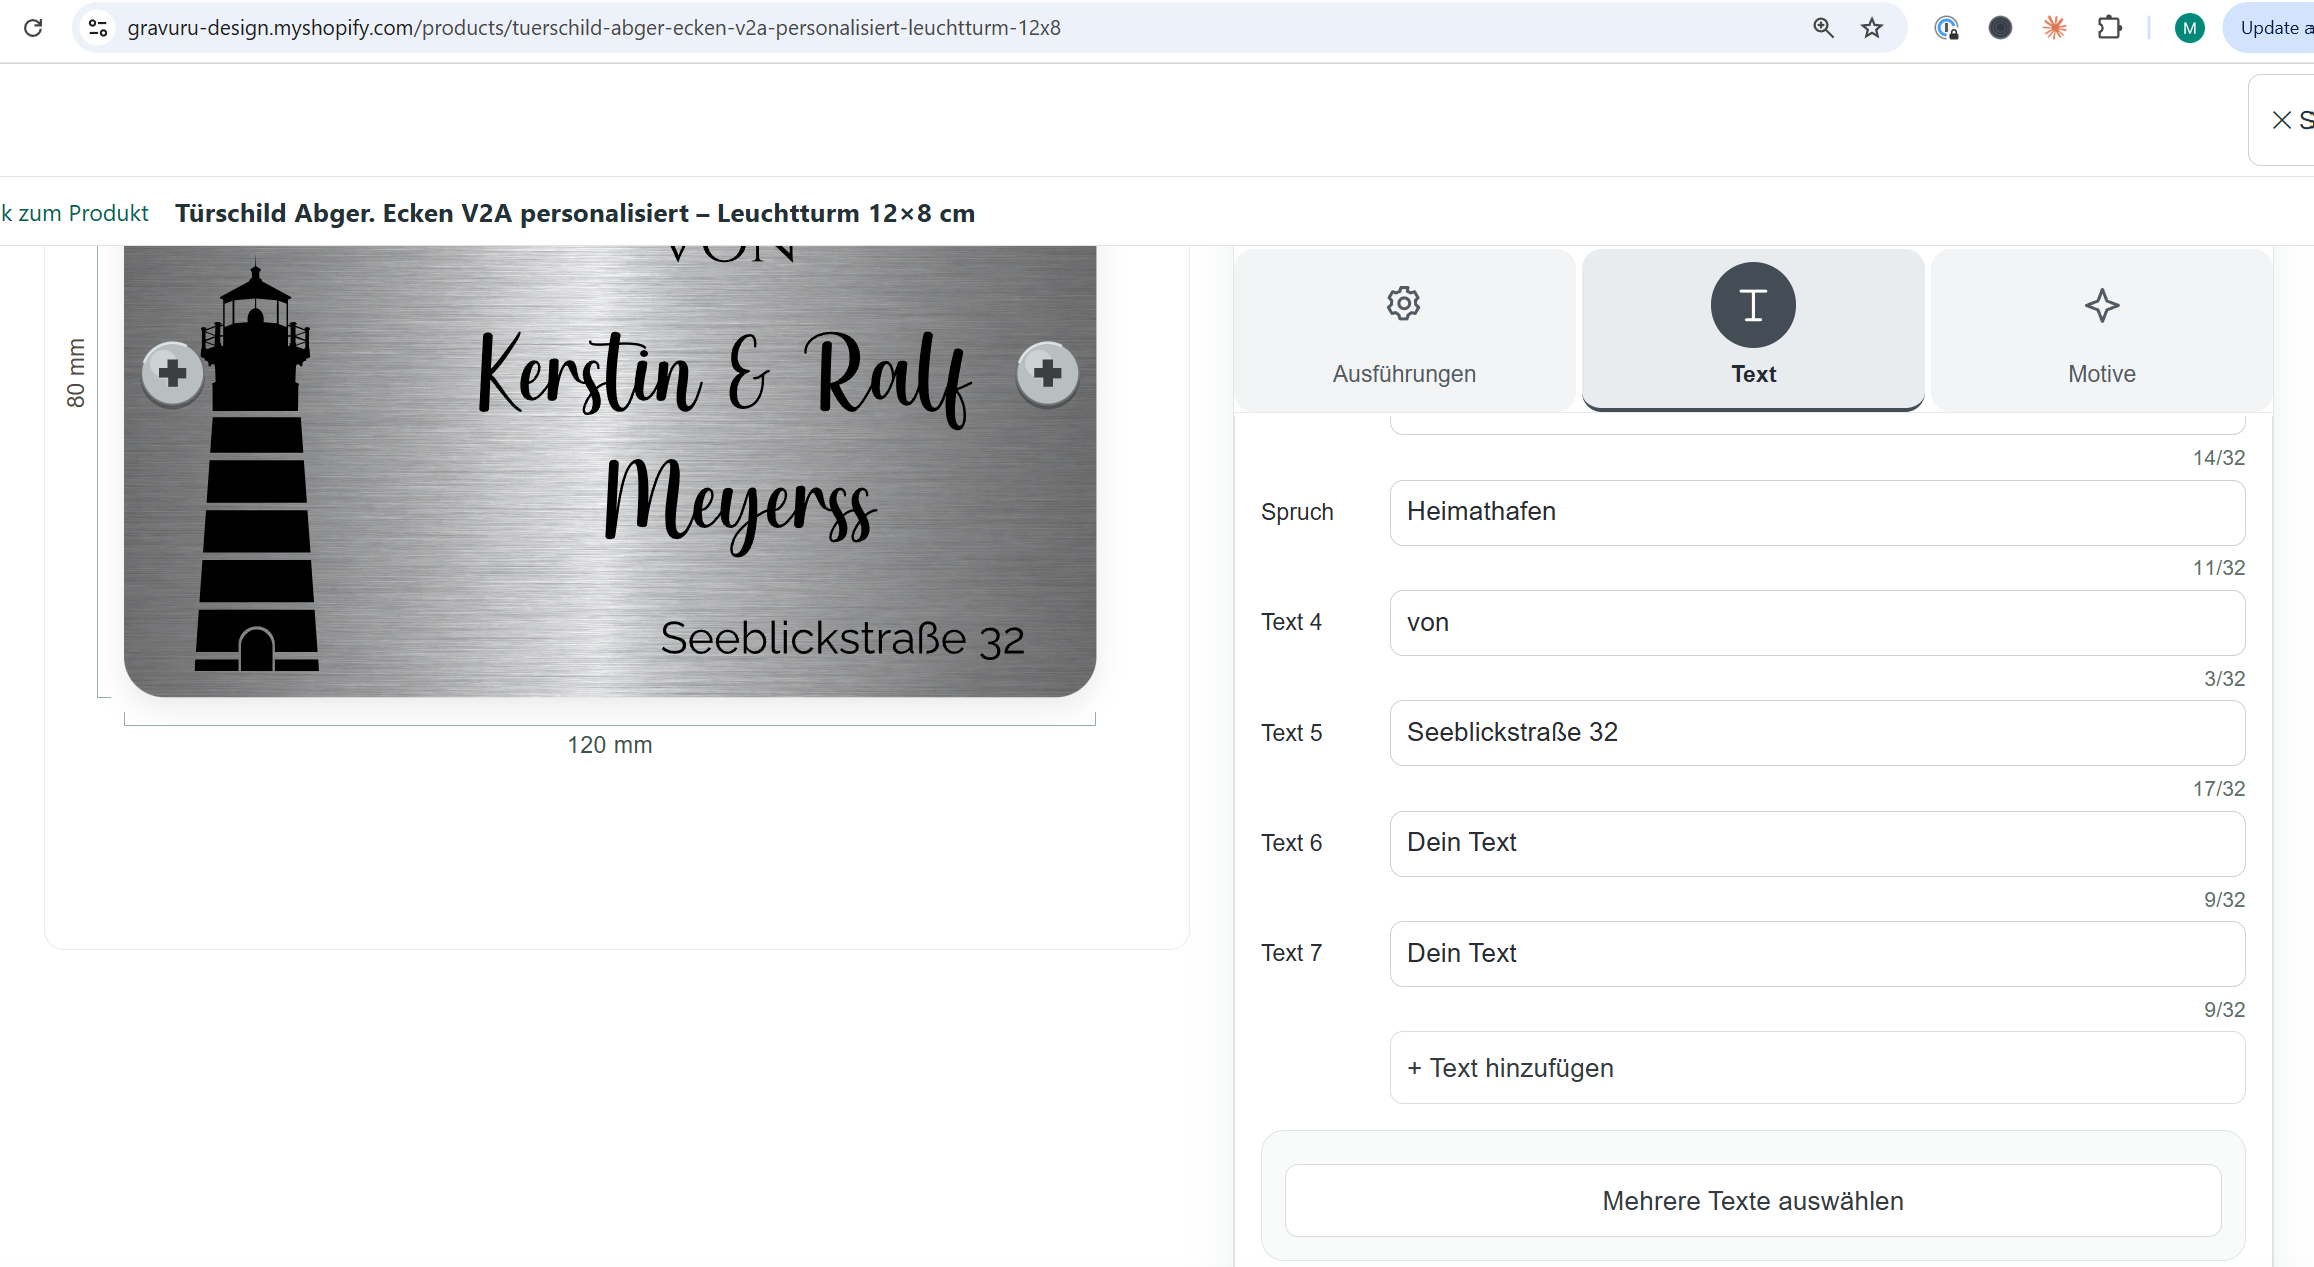 gravuru-design.myshopify.com/products/tuerschild-abger-ecken-v2a-personalisiert-leuchtturm-12x8
M
Update
k zum Produkt
Türschild Abger. Ecken V2A personalisiert – Leuchtturm 12×8 cm
von
Kerstin & Ralf
Meyerss
Seeblickstraße 32
80 mm
120 mm
Ausführungen
Text
Motive
14/32
Spruch
Heimathafen
11/32
Text 4
von
3/32
Text 5
Seeblickstraße 32
17/32
Text 6
Dein Text
9/32
Text 7
Dein Text
9/32
+ Text hinzufügen
Mehrere Texte auswählen